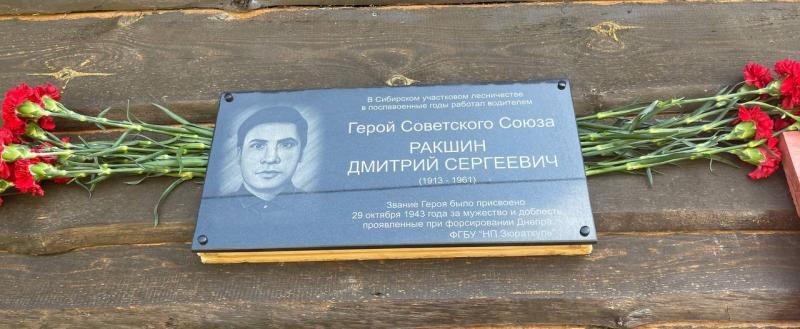 В Сибирском участковом лесничестве
в послевоенные годы работал водителем
Герой Советского Союза
РАКШИН
ДМИТРИЙ СЕРГЕЕВИЧ
(1913 - 1961)
Звание Героя было присвоено
29 октября 1943 года за мужество и доблесть,
проявленные при форсировании Днепра.
ФГБУ "НП Зюраткуль"